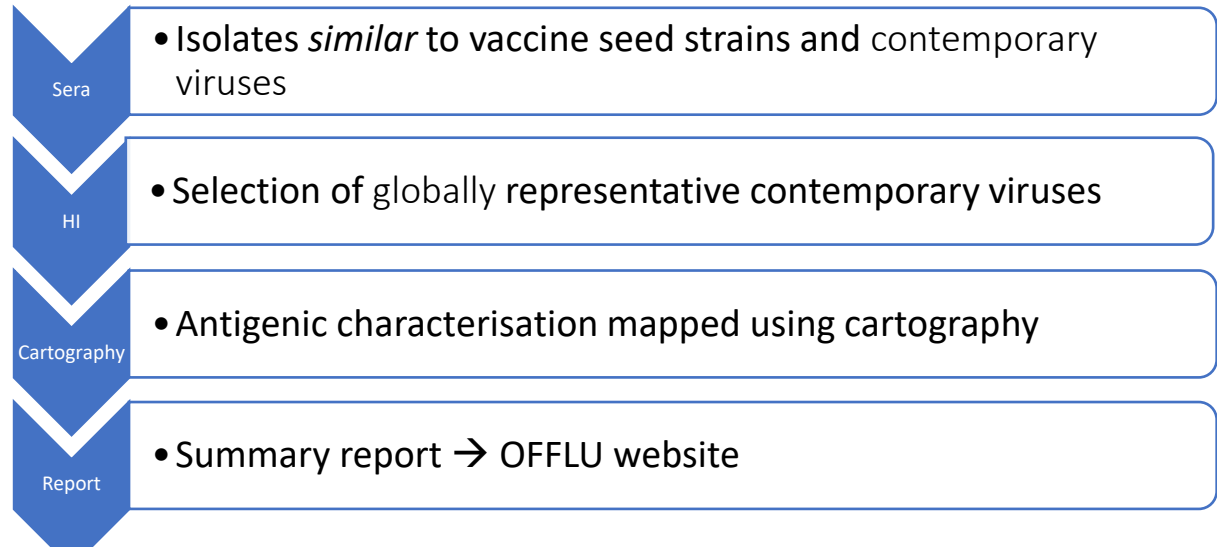 Sera
• Isolates similar to vaccine seed strains and contemporary
viruses
HI
• Selection of globally representative contemporary viruses
Cartography
• Antigenic characterisation mapped using cartography
Report
• Summary report → OFFLU website